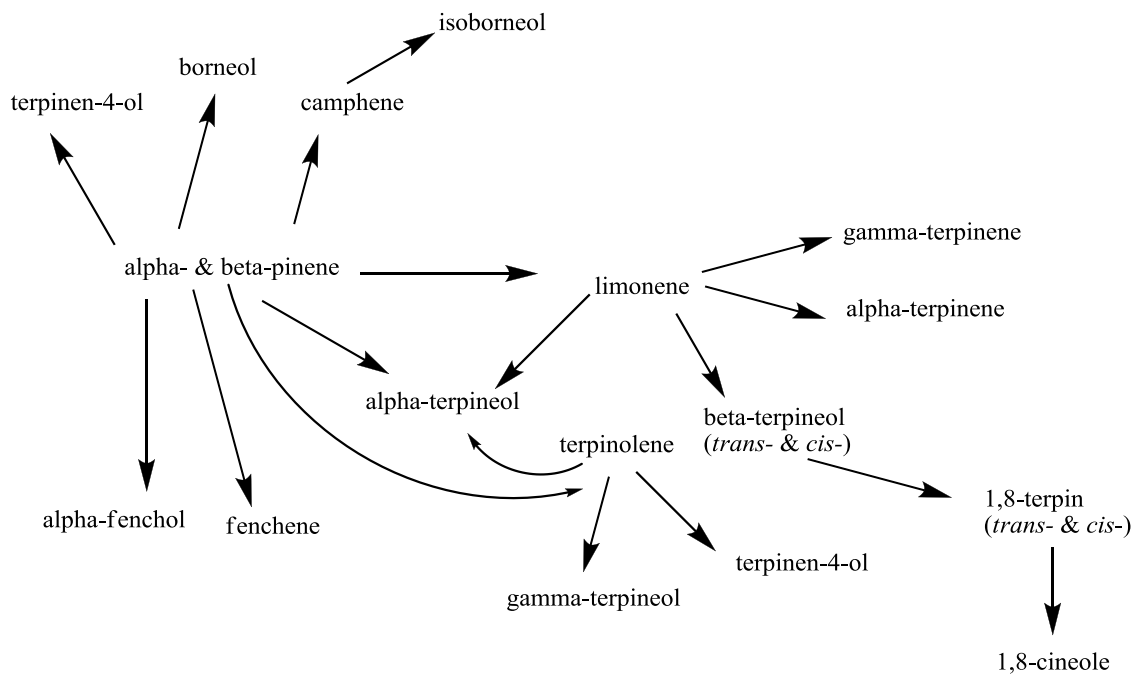 isoborneol
borneol
terpinen-4-ol
camphene
gamma-terpinene
alpha- & beta-pinene
limonene
alpha-terpinene
alpha-terpineol
beta-terpineol
(trans- & cis-)
terpinolene
1,8-terpin
(trans- & cis-)
alpha-fenchol
fenchene
terpinen-4-ol
gamma-terpineol
1,8-cineole